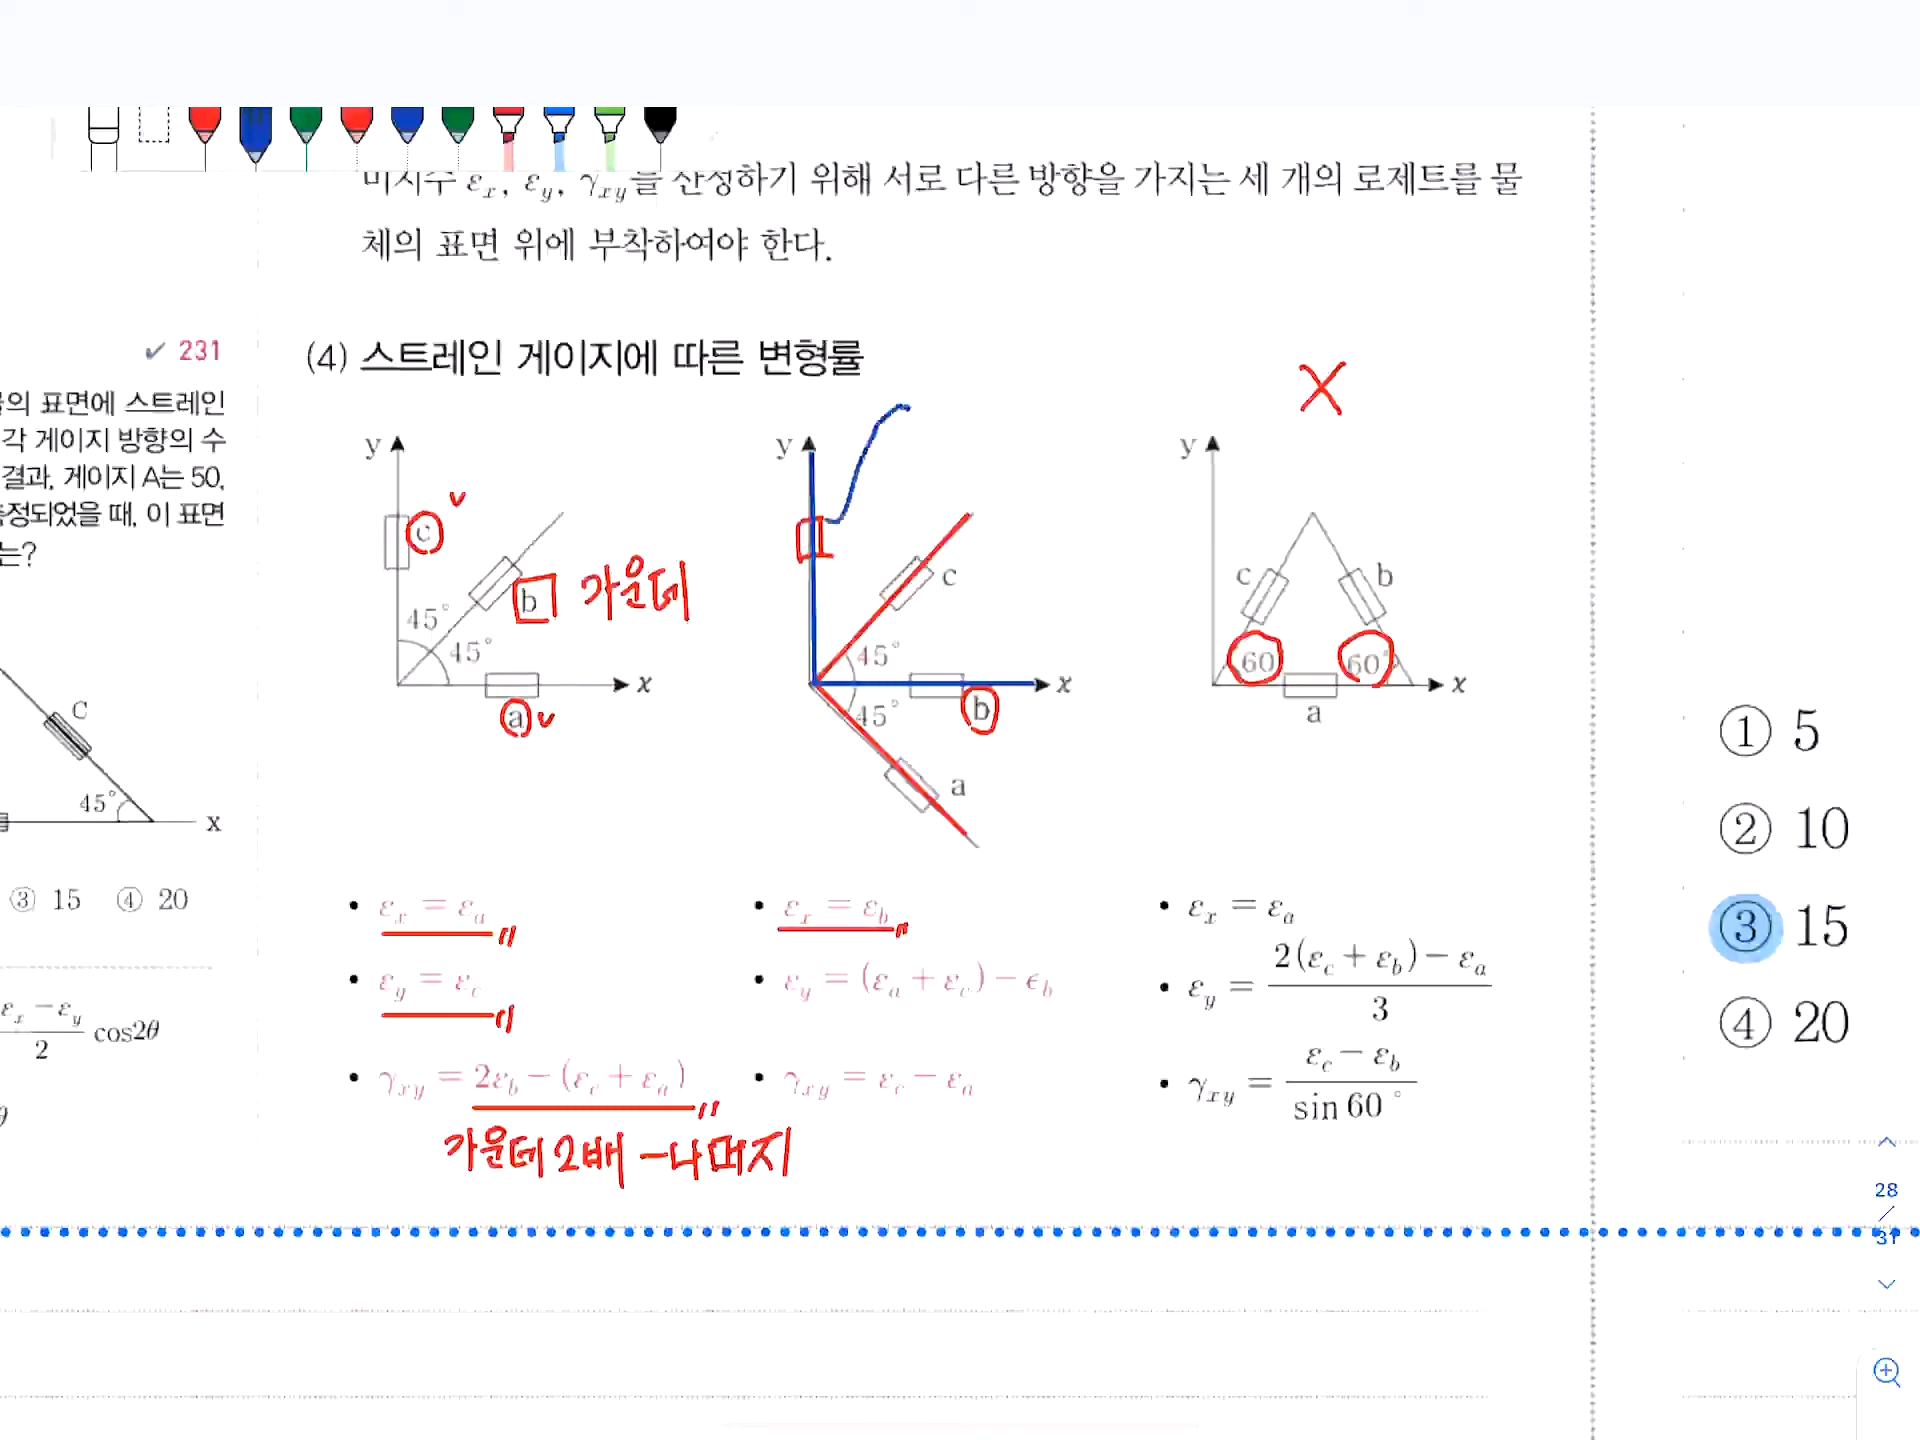 미지수 εx, εy, γxy을 산정하기 위해 서로 다른 방향을 가지는 세 개의 로제트를 물
체의 표면 위에 부착하여야 한다.
✓ 231
의 표면에 스트레인
각 게이지 방향의 수
결과, 게이지 A는 50,
측정되었을 때, 이 표면
는?
C
45°
x
③ 15 ④ 20
εx − εy / 2 cos2θ
θ
(4) 스트레인 게이지에 따른 변형률
y
c
v
b
가운데
45°
45°
x
a
v
y
c
45°
x
b
45°
a
X
y
c
b
60
60°
x
a
• εx = εa
• εy = εc
• γxy = 2εb − (εc + εa)
가운데 2배 − 나머지
• εx = εb
• εy = (εa + εc) − ϵb
• γxy = εc − εa
• εx = εa
• εy = 2(εc + εb) − εa / 3
• γxy = εc − εb / sin 60°
① 5
② 10
③ 15
④ 20
28
/
31